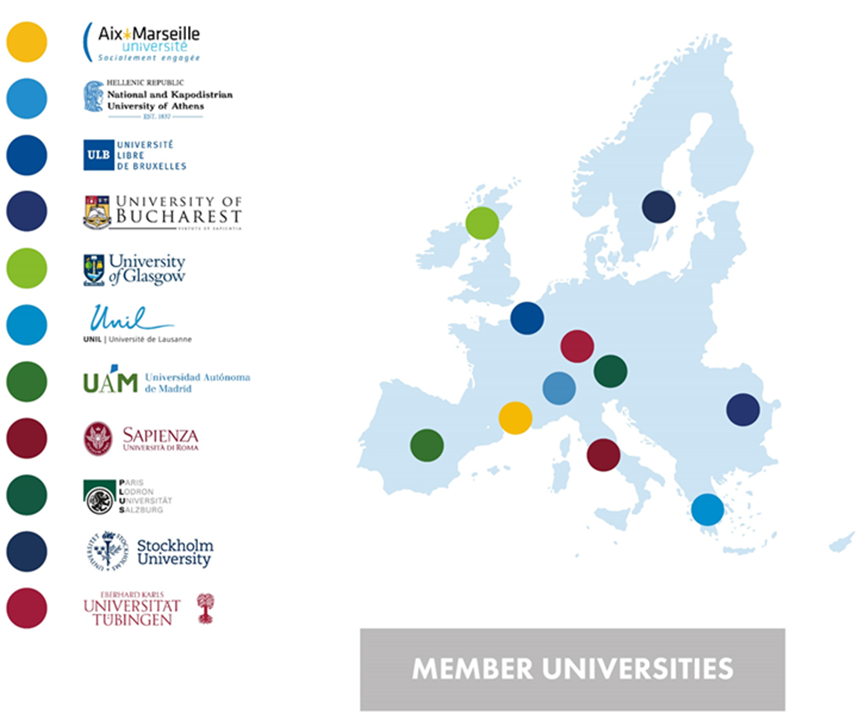 Aix*Marseille
université
Socialement engagée
HELLENIC REPUBLIC
National and Kapodistrian
University of Athens
EST. 1837
ULB
UNIVERSITÉ
LIBRE
DE BRUXELLES
UNIVERSITY OF
BUCHAREST
VIRTUTE ET SAPIENTIA
University
of Glasgow
Unil
UNIL | Université de Lausanne
UAM
Universidad Autónoma
de Madrid
SAPIENZA
UNIVERSITÀ DI ROMA
PARIS
LODRON
UNIVERSITÄT
SALZBURG
Stockholm
University
EBERHARD KARLS
UNIVERSITÄT
TÜBINGEN
MEMBER UNIVERSITIES